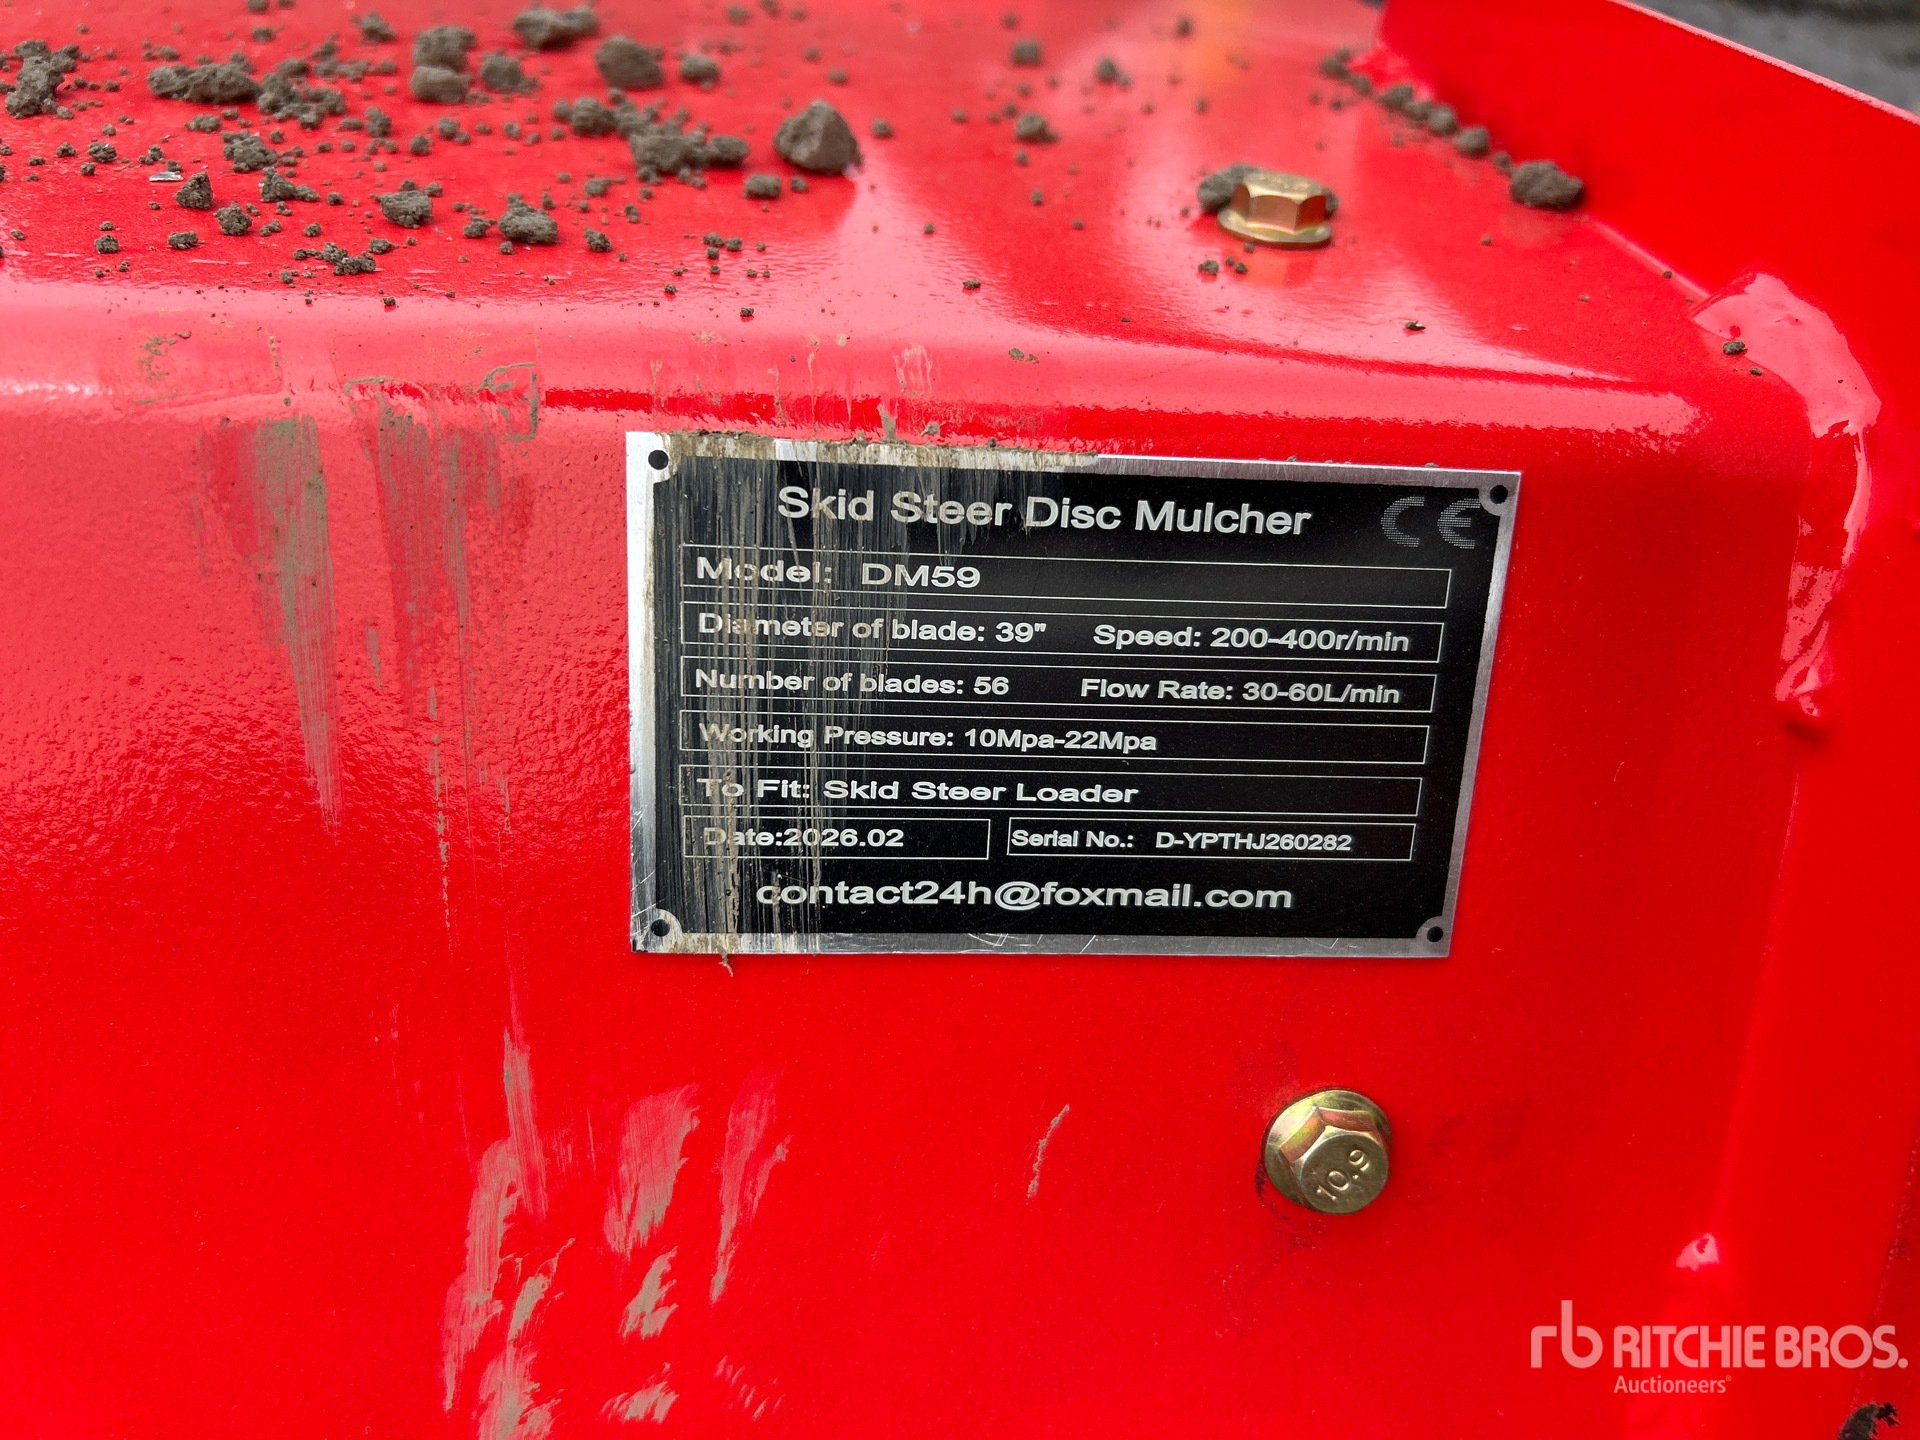 Skid Steer Disc Mulcher CE
Model: DM59
Diameter of blade: 39" Speed: 200-400r/min
Number of blades: 56 Flow Rate: 30-60L/min
Working Pressure: 10Mpa-22Mpa
To Fit: Skid Steer Loader
Date:2026.02 Serial No.: D-YPTHJ260282
contact24h@foxmail.com
10.9
rb RITCHIE BROS.
Auctioneers®